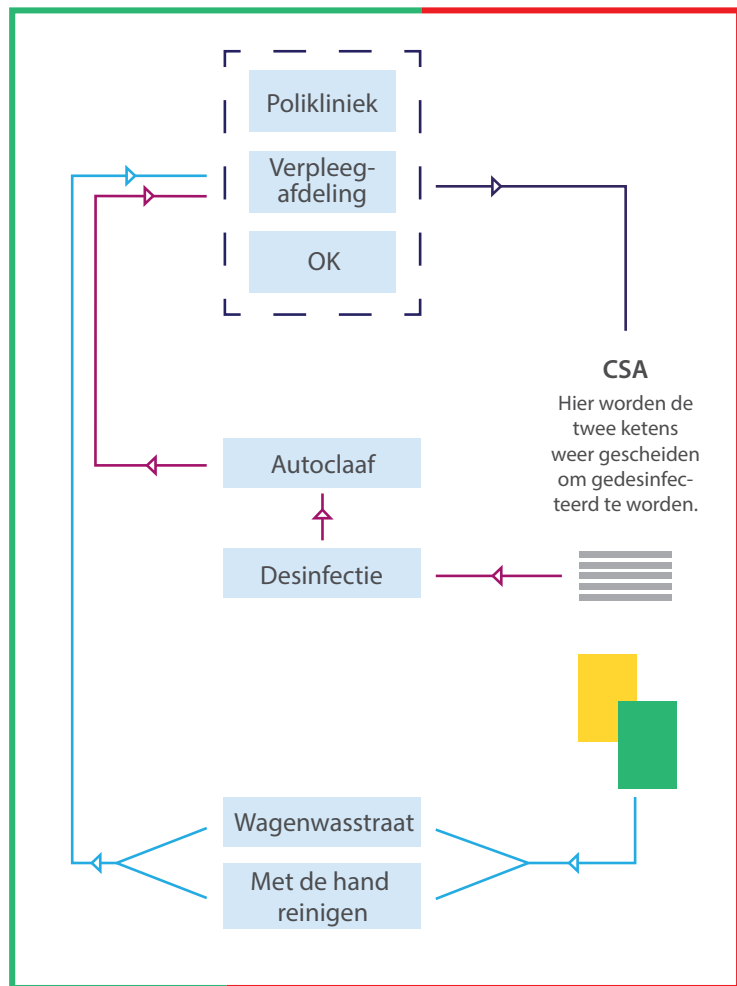 Polikliniek
Verpleeg-
afdeling
OK
CSA
Hier worden de
twee ketens
weer gescheiden
om gedesinfec-
teerd te worden.
Autoclaaf
Desinfectie
Wagenwasstraat
Met de hand
reinigen